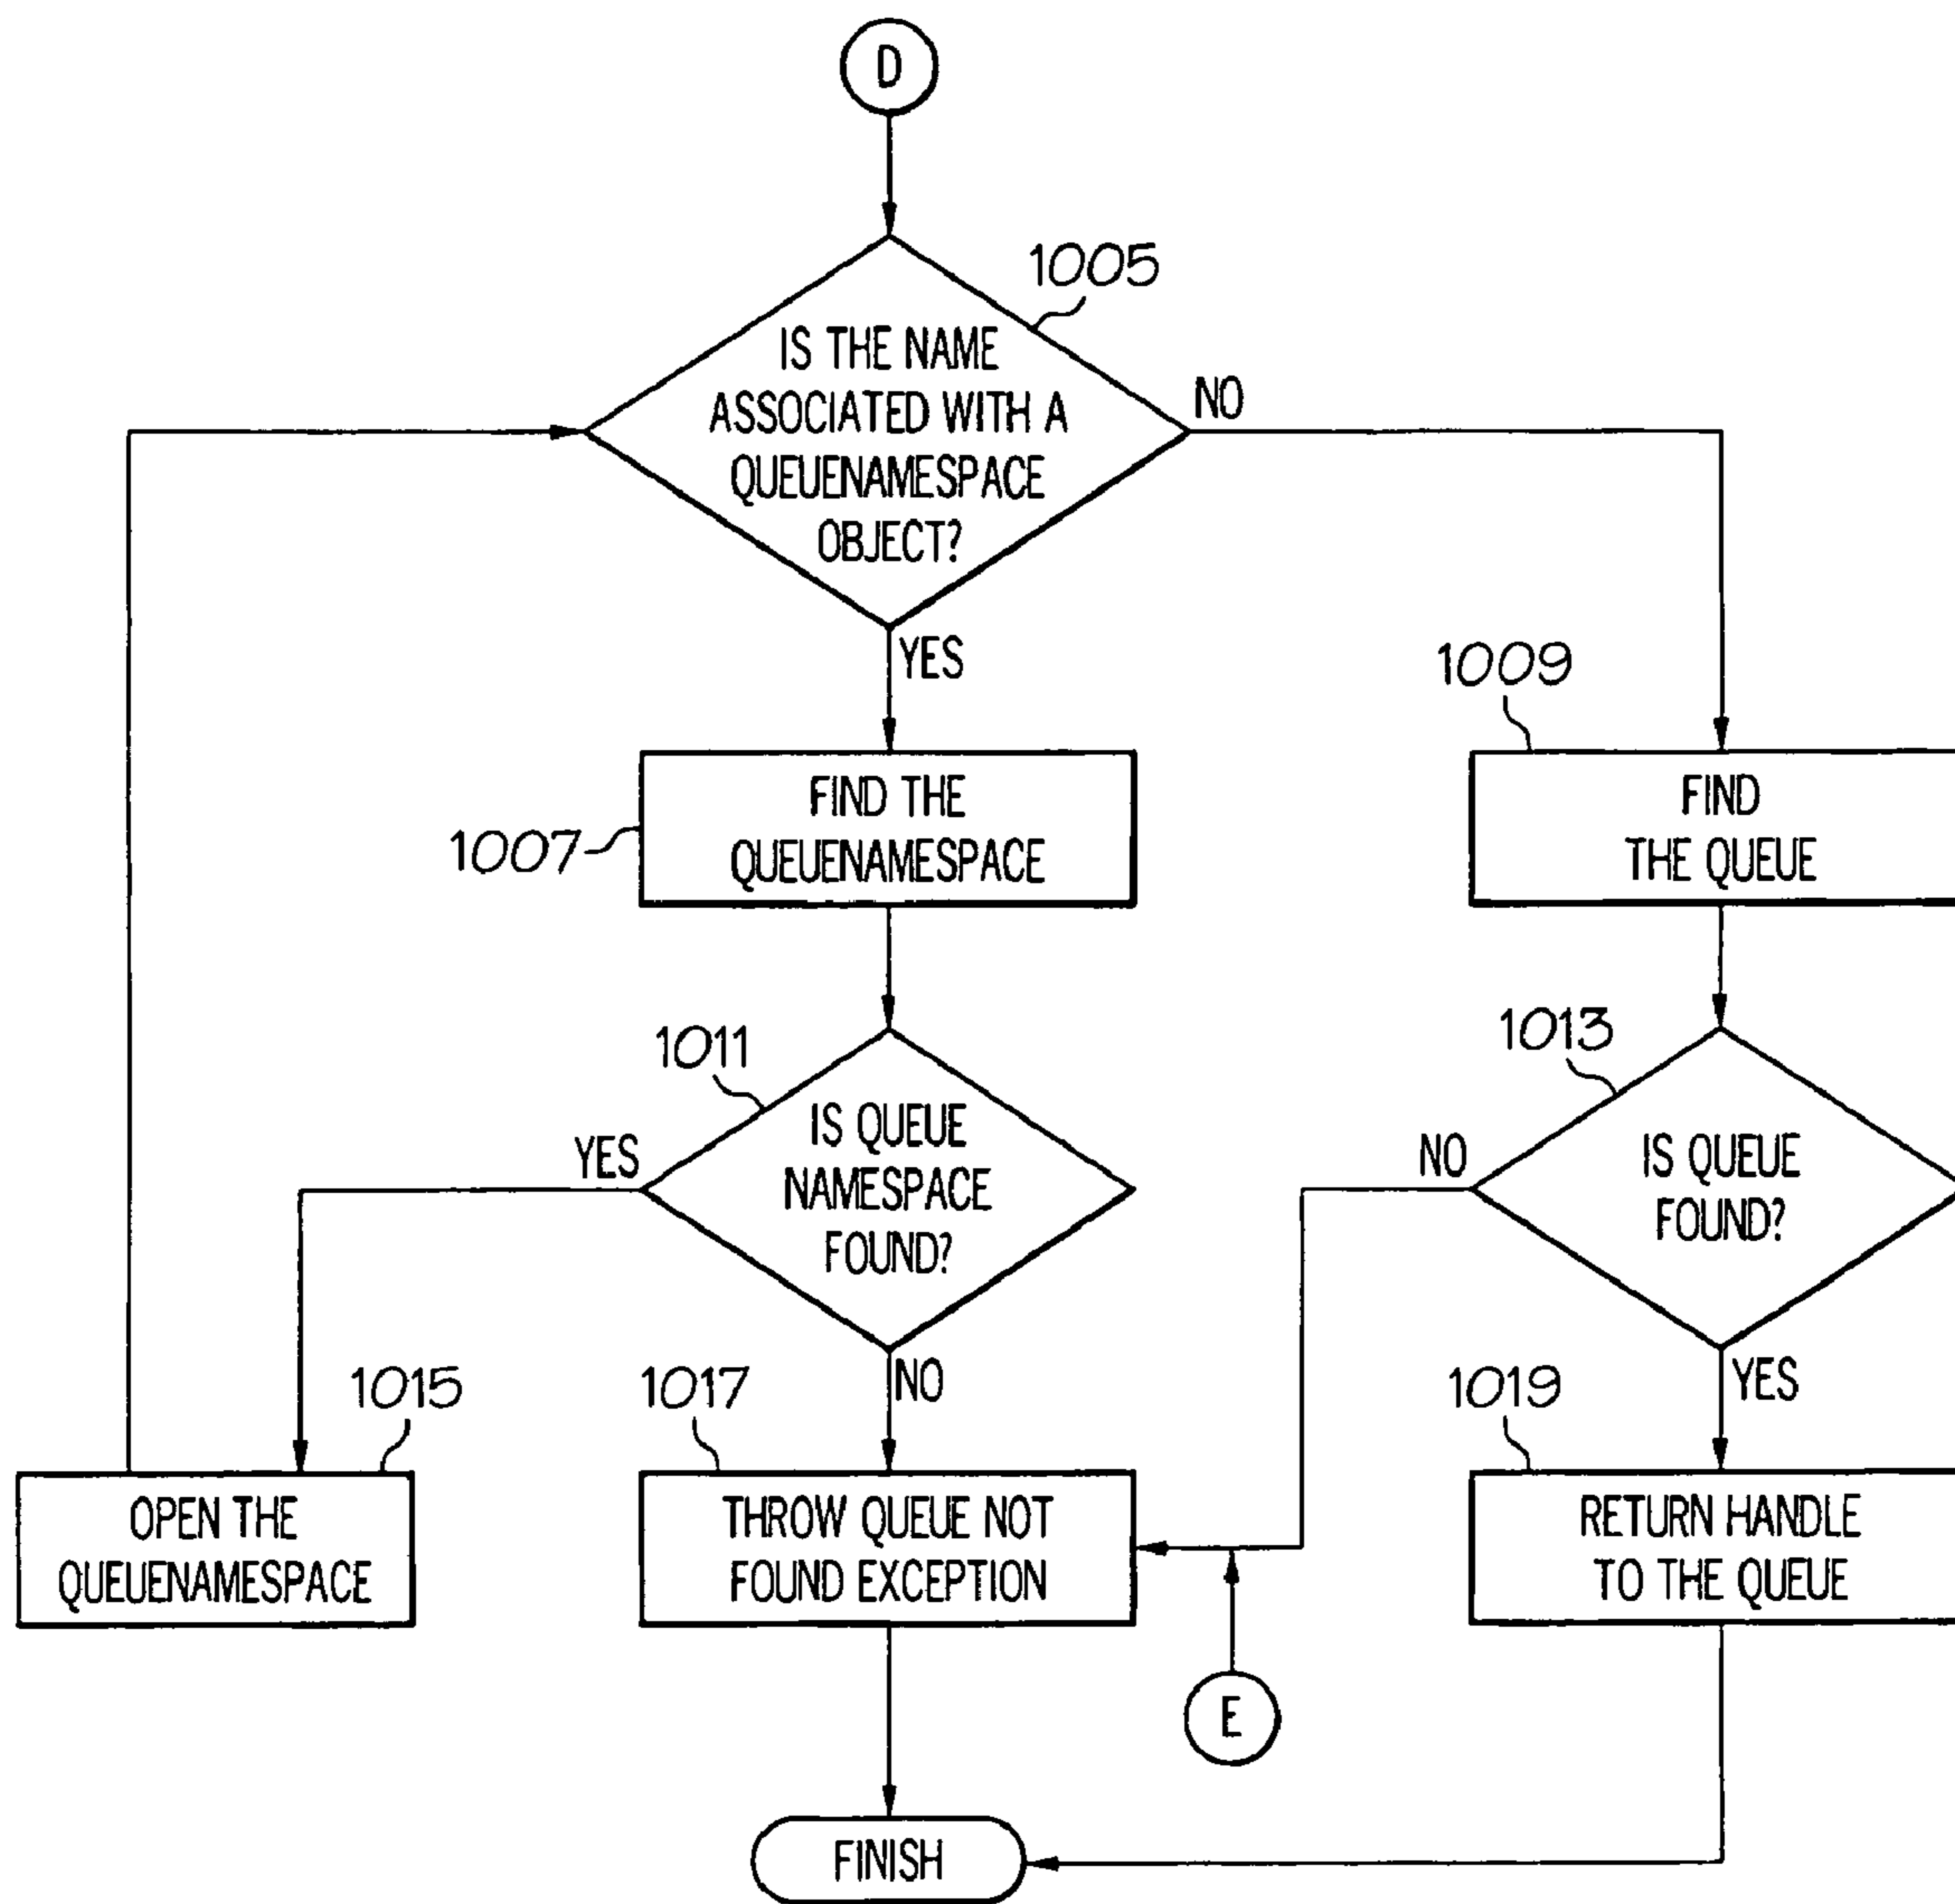 D
1005
IS THE NAME
ASSOCIATED WITH A
QUEUENAMESPACE
OBJECT?
NO
YES
1009
1007
FIND THE
QUEUENAMESPACE
FIND
THE QUEUE
1011
1013
YES
IS QUEUE
NAMESPACE
FOUND?
NO
IS QUEUE
FOUND?
1015
1017
NO
1019
YES
OPEN THE
QUEUENAMESPACE
THROW QUEUE NOT
FOUND EXCEPTION
RETURN HANDLE
TO THE QUEUE
E
FINISH